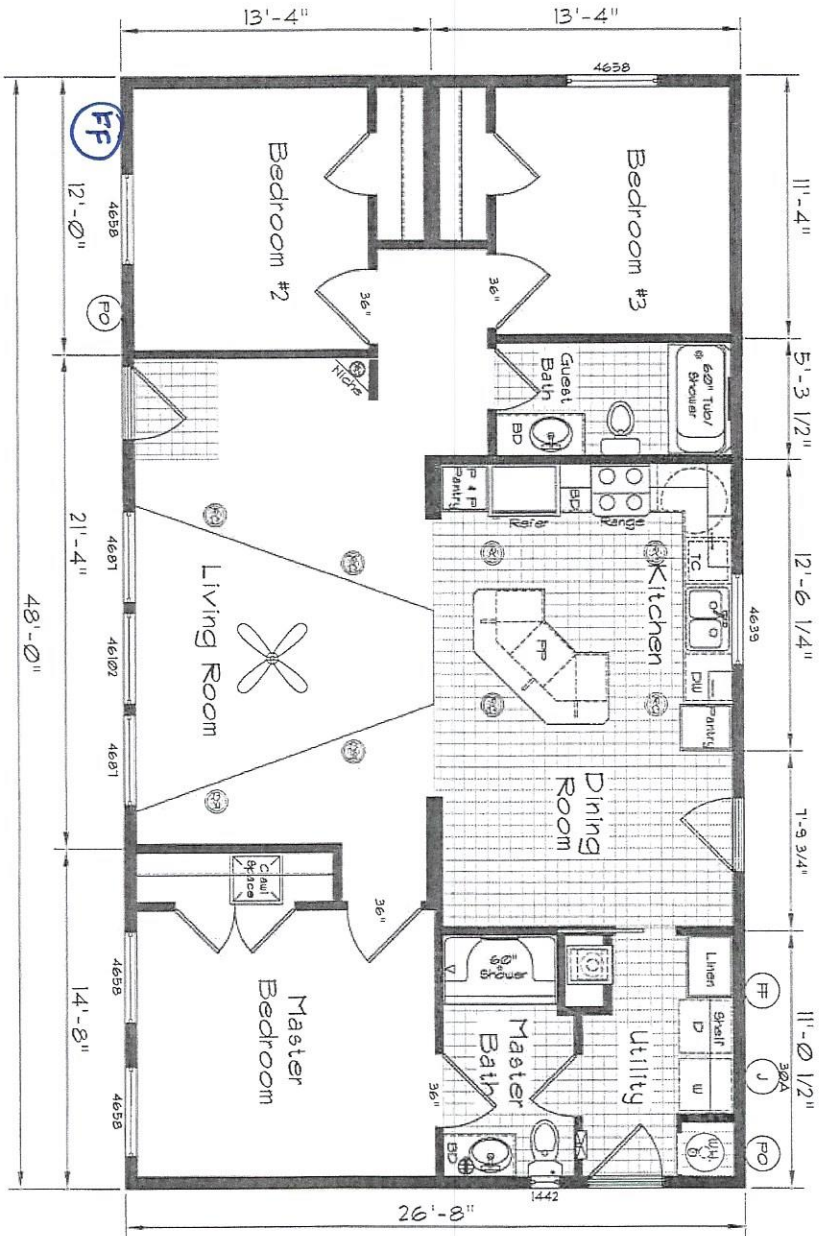 11'-4"
5'-3 1/2"
12'-6 1/4"
7'-9 3/4"
11'-0 1/2"
FF
J
30A
PO
4639
13'-4"
13'-4"
4658
26'-8"
1442
Bedroom #3
36"
60" Tub/
Shower
Guest
Bath
BD
P & P
Pantry
Refer
BD
Range
TC
DW
Pantry
Kitchen
FP
Dining
Room
Linen
Shelf
D
W
W/H
Utility
60"
Shower
Master
Bath
BD
36"
Bedroom #2
36"
Niche
Living Room
36"
Crawl
Space
Master
Bedroom
4658
4687
46102
4687
4658
4658
FF
PO
12'-0"
21'-4"
14'-8"
48'-0"